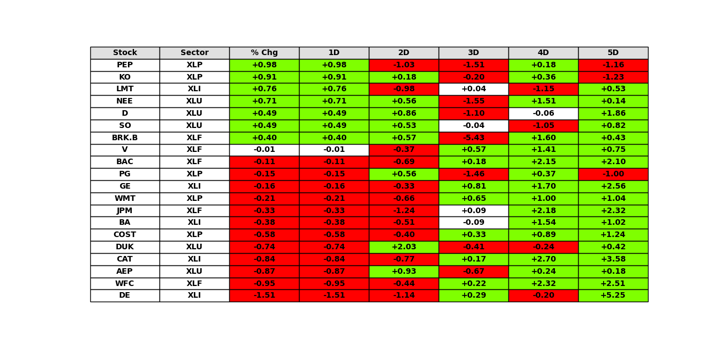 Stock Sector % Chg 1D 2D 3D 4D 5D
PEP XLP +0.98 +0.98 -1.03 -1.51 +0.18 -1.16
KO XLP +0.91 +0.91 +0.18 -0.20 +0.36 -1.23
LMT XLI +0.76 +0.76 -0.98 +0.04 -1.15 +0.53
NEE XLU +0.71 +0.71 +0.56 -1.55 +1.51 +0.14
D XLU +0.49 +0.49 +0.86 -1.10 -0.06 +1.86
SO XLU +0.49 +0.49 +0.53 -0.04 -1.05 +0.82
BRK.B XLF +0.40 +0.40 +0.57 -5.43 +1.60 +0.43
V XLF -0.01 -0.01 -0.37 +0.57 +1.41 +0.75
BAC XLF -0.11 -0.11 -0.69 +0.18 +2.15 +2.10
PG XLP -0.15 -0.15 +0.56 -1.46 +0.37 -1.00
GE XLI -0.16 -0.16 -0.33 +0.81 +1.70 +2.56
WMT XLP -0.21 -0.21 -0.66 +0.65 +1.00 +1.04
JPM XLF -0.33 -0.33 -1.24 +0.09 +2.18 +2.32
BA XLI -0.38 -0.38 -0.51 -0.09 +1.54 +1.02
COST XLP -0.58 -0.58 -0.40 +0.33 +0.89 +1.24
DUK XLU -0.74 -0.74 +2.03 -0.41 -0.24 +0.42
CAT XLI -0.84 -0.84 -0.77 +0.17 +2.70 +3.58
AEP XLU -0.87 -0.87 +0.93 -0.67 +0.24 +0.18
WFC XLF -0.95 -0.95 -0.44 +0.22 +2.32 +2.51
DE XLI -1.51 -1.51 -1.14 +0.29 -0.20 +5.25